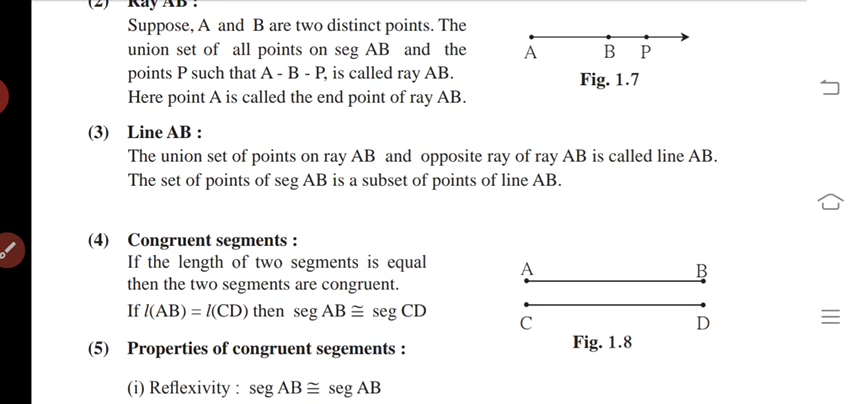 (2) Ray AB :
Suppose, A and B are two distinct points. The
union set of all points on seg AB and the
points P such that A - B - P, is called ray AB.
Here point A is called the end point of ray AB.
A B P
Fig. 1.7
(3) Line AB :
The union set of points on ray AB and opposite ray of ray AB is called line AB.
The set of points of seg AB is a subset of points of line AB.
(4) Congruent segments :
If the length of two segments is equal
then the two segments are congruent.
If l(AB) = l(CD) then seg AB ≅ seg CD
A B
C D
Fig. 1.8
(5) Properties of congruent segements :
(i) Reflexivity : seg AB ≅ seg AB